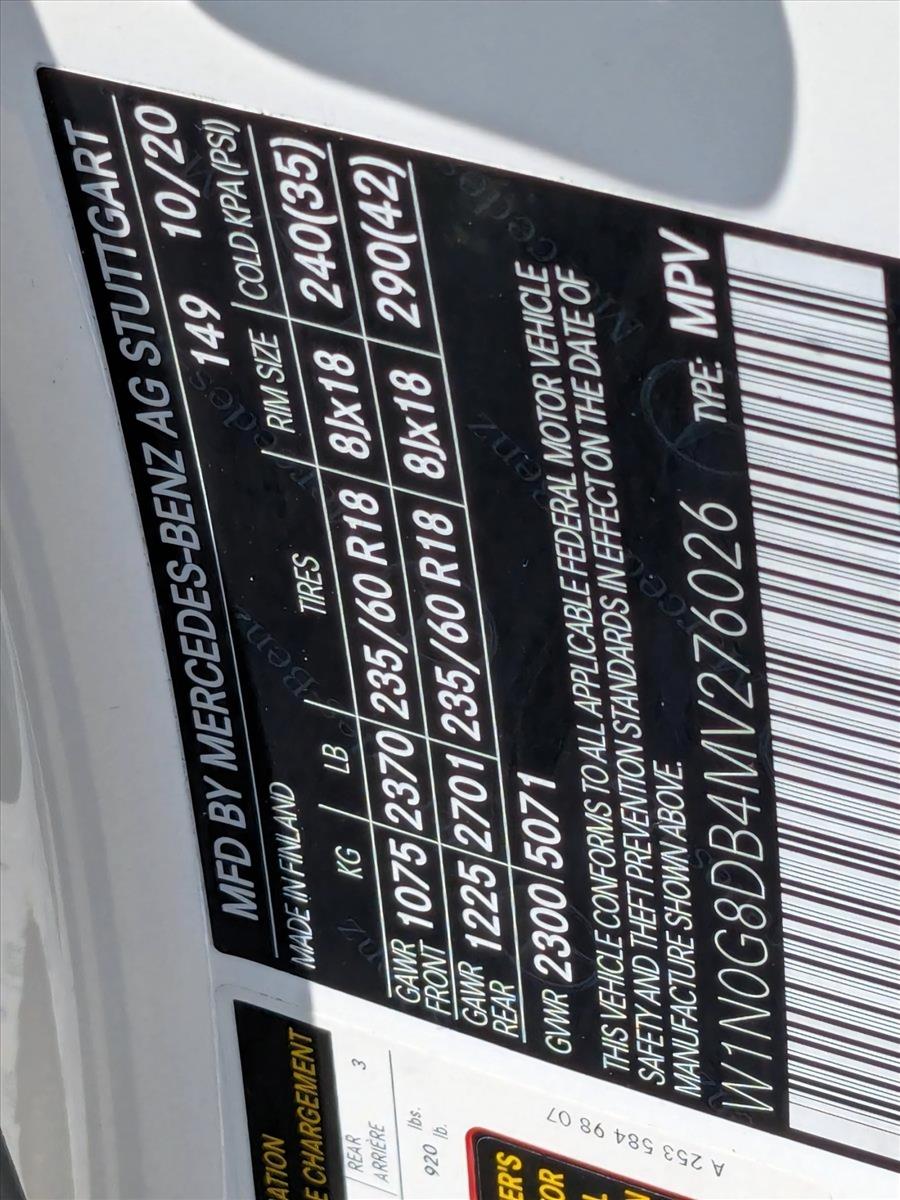 MFD BY MERCEDES-BENZ AG STUTTGART
MADE IN FINLAND 149 10/20
KG LB TIRES RIM SIZE COLD KPA(PSI)
GAWR FRONT 1075 2370 235/60 R18 8Jx18 240(35)
GAWR REAR 1225 2701 235/60 R18 8Jx18 290(42)
GVWR 2300 5071
THIS VEHICLE CONFORMS TO ALL APPLICABLE FEDERAL MOTOR VEHICLE
SAFETY AND THEFT PREVENTION STANDARDS IN EFFECT ON THE DATE OF
MANUFACTURE SHOWN ABOVE.
W1N0G8DB4MV276026 TYPE: MPV
ATION
E CHARGEMENT
REAR 3
ARRIÈRE
lbs.
920 lb.
A 253 584 98 07
ER'S
OR